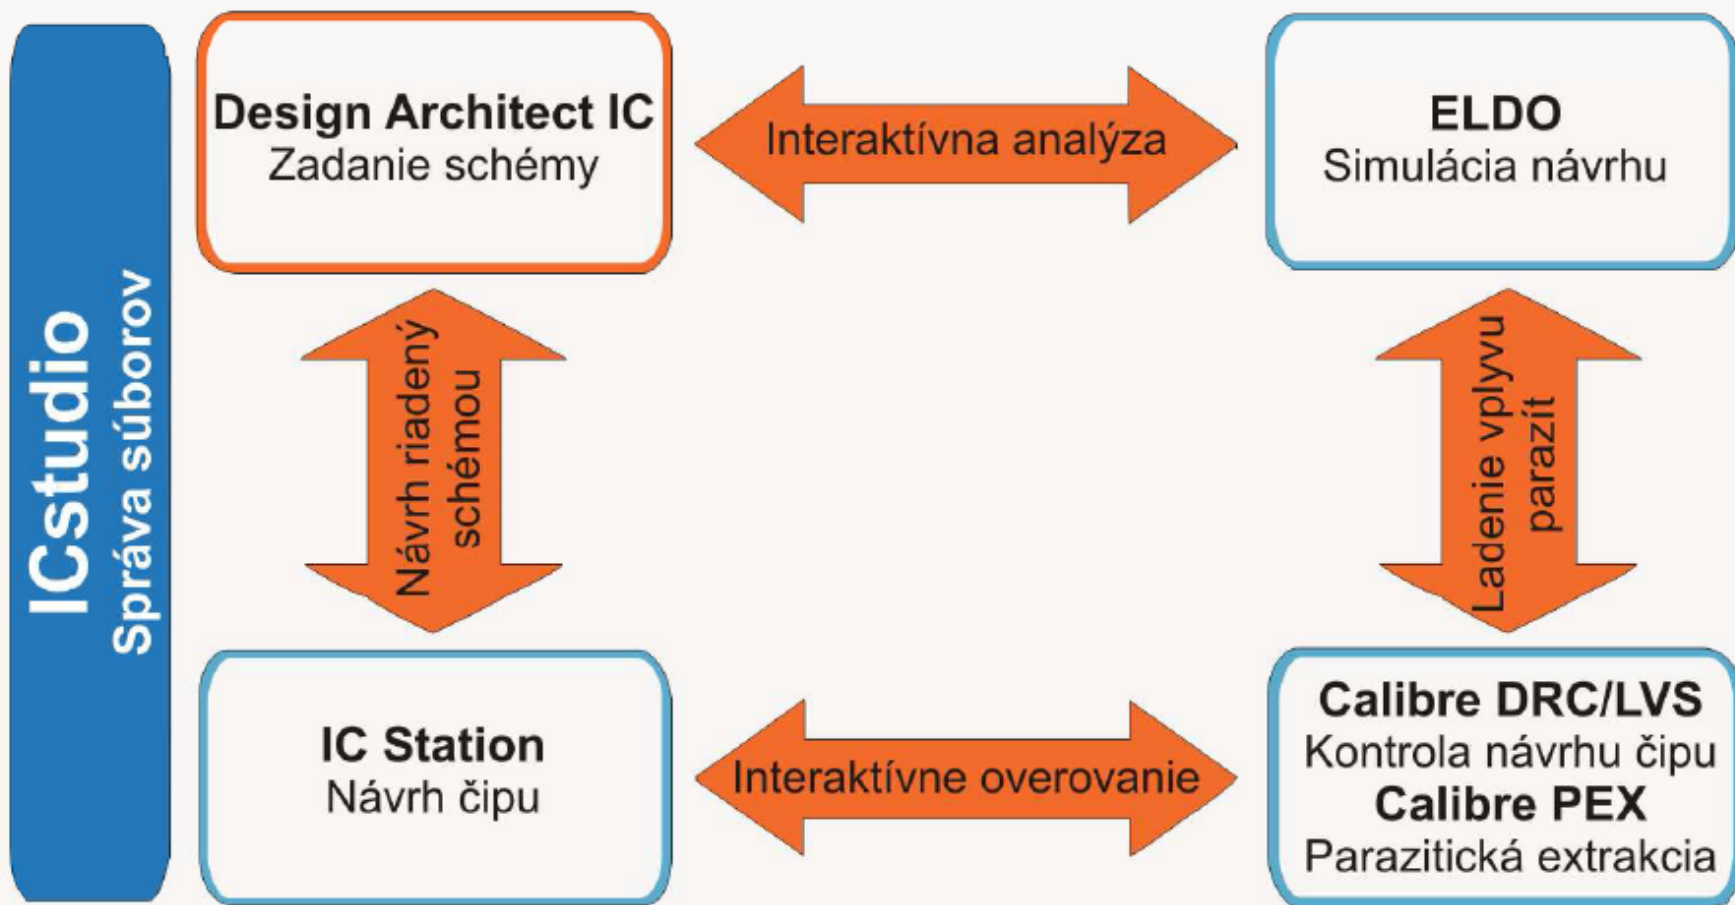 ICstudio
Správa súborov
Design Architect IC
Zadanie schémy
Interaktívna analýza
ELDO
Simulácia návrhu
Návrh riadený
schémou
Ladenie vplyvu
parazít
IC Station
Návrh čipu
Interaktívne overovanie
Calibre DRC/LVS
Kontrola návrhu čipu
Calibre PEX
Parazitická extrakcia